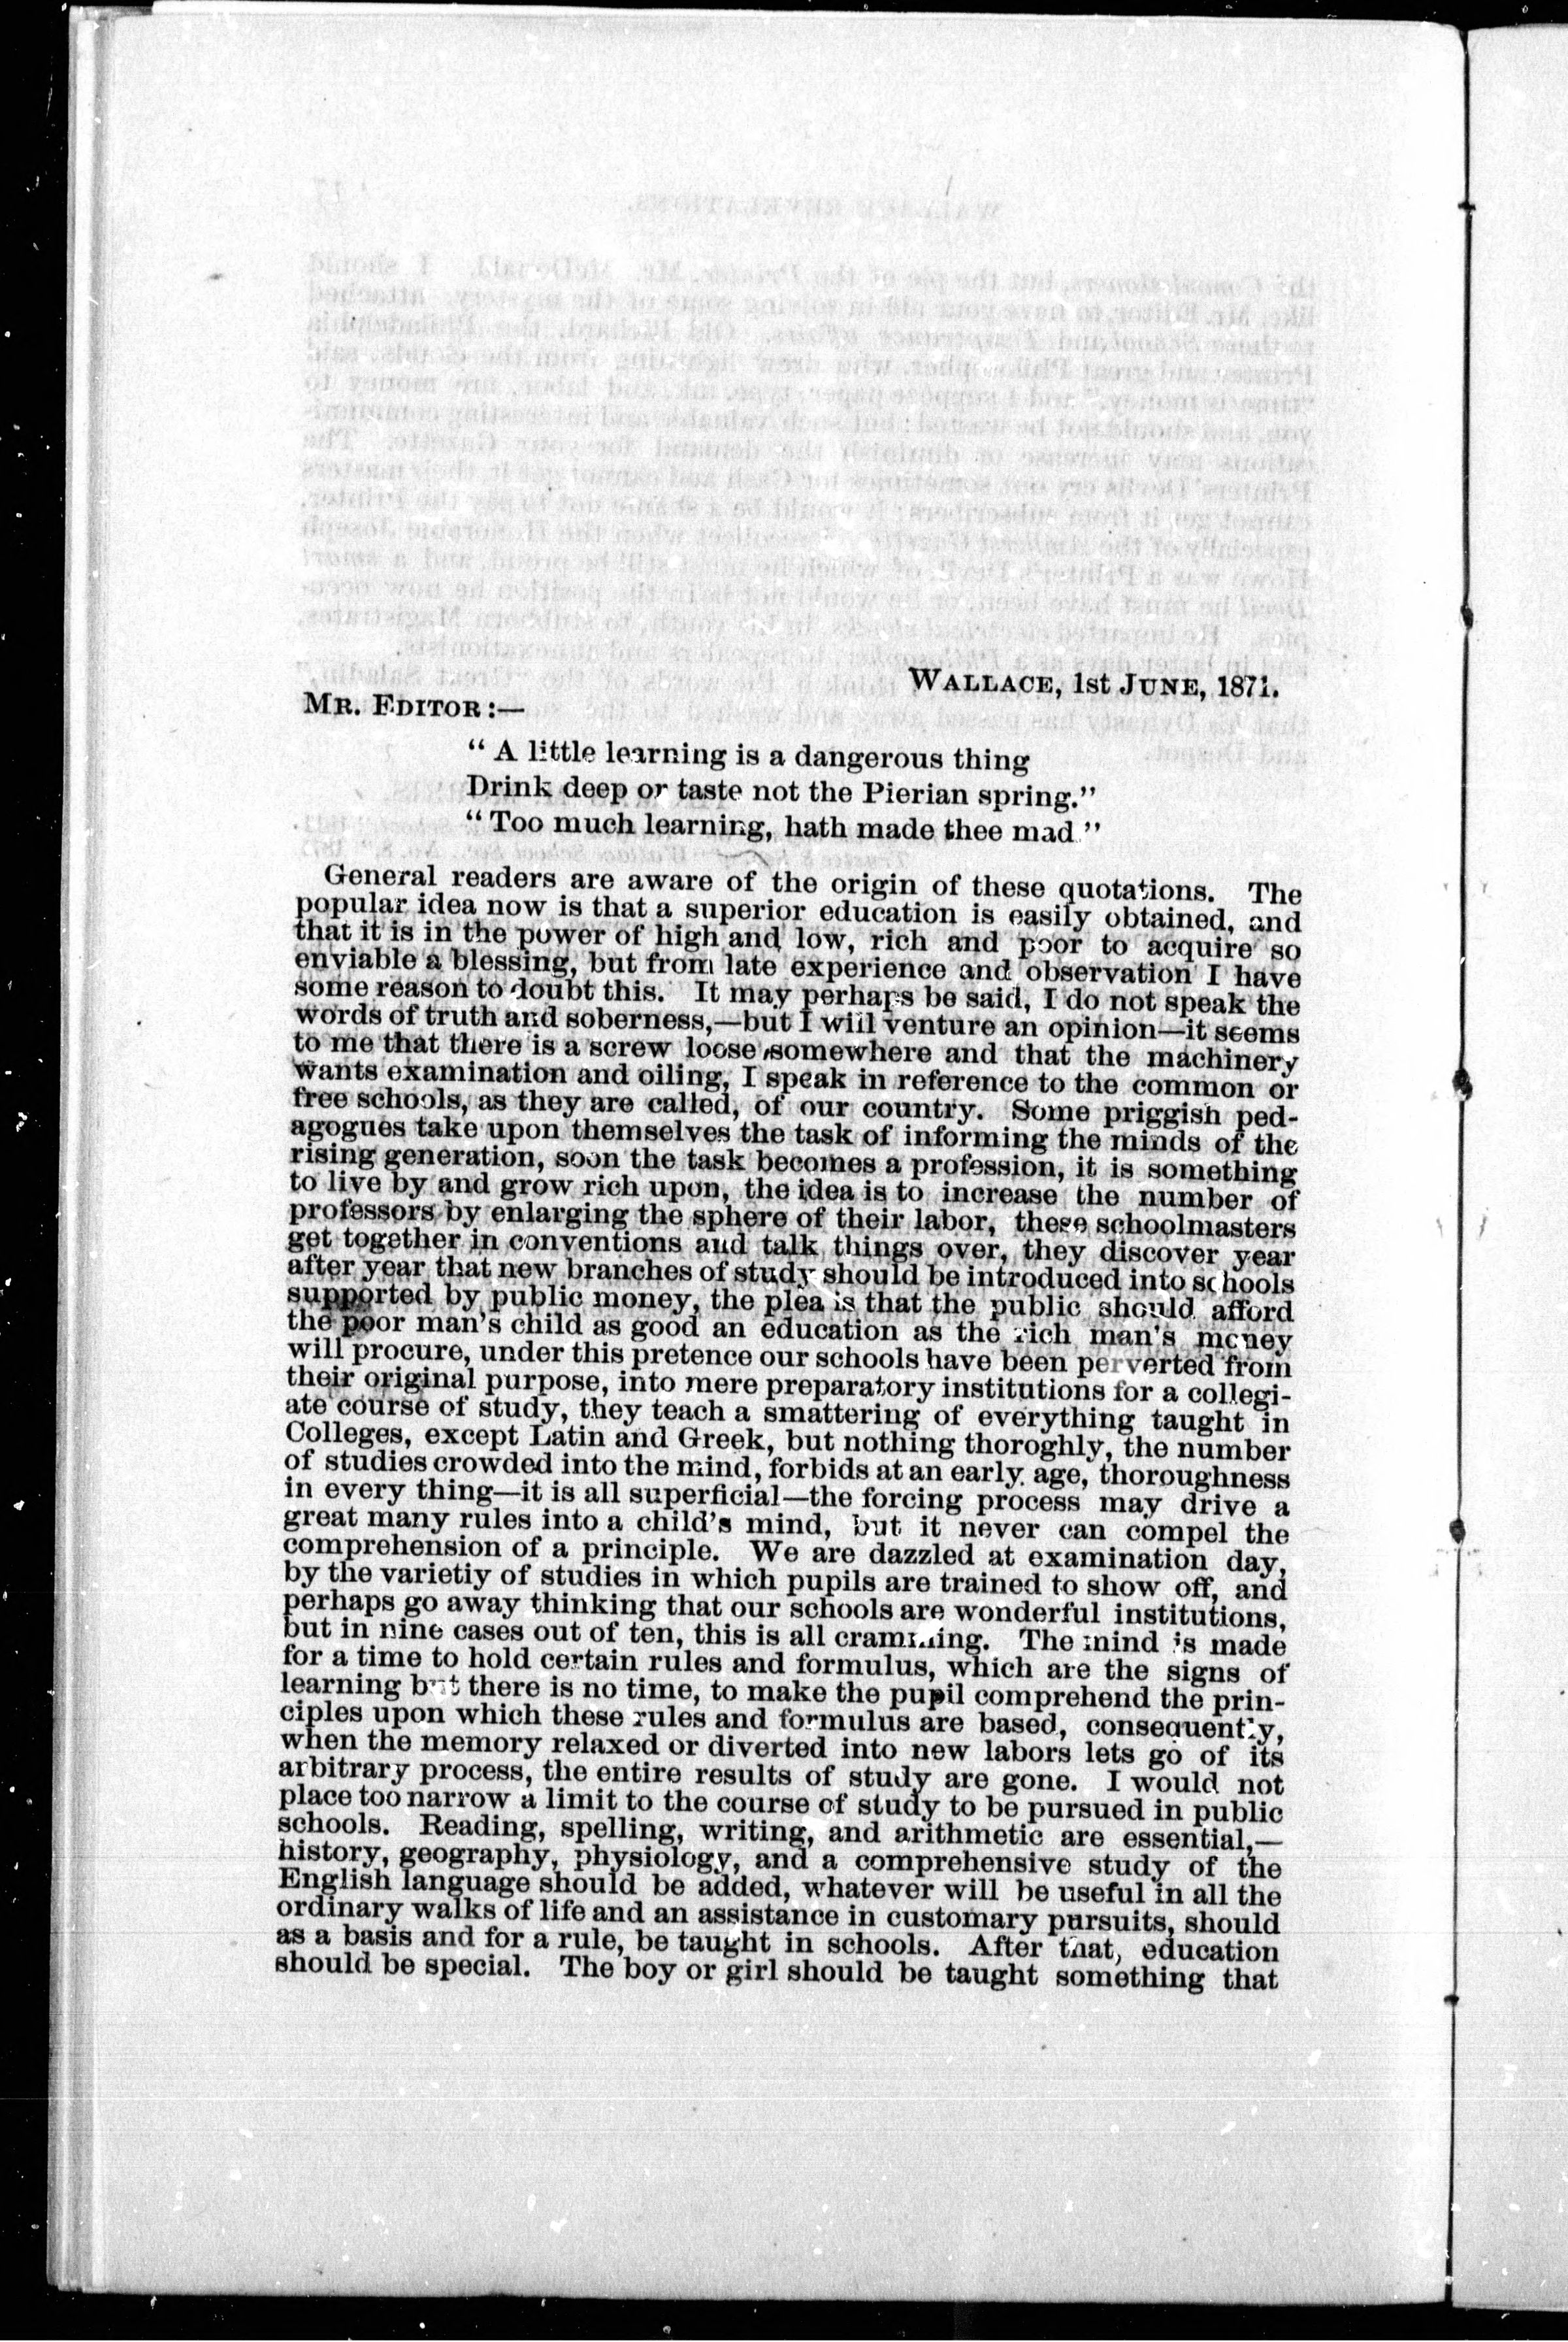 WALLACE, 1st JUNE, 1871.
MR. EDITOR:—
" A little learning is a dangerous thing
Drink deep or taste not the Pierian spring."
" Too much learning, hath made thee mad "
General readers are aware of the origin of these quotations. The
popular idea now is that a superior education is easily obtained, and
that it is in the power of high and low, rich and poor to acquire so
enviable a blessing, but from late experience and observation I have
some reason to doubt this. It may perhaps be said, I do not speak the
words of truth and soberness,—but I will venture an opinion—it seems
to me that there is a screw loose somewhere and that the machinery
wants examination and oiling, I speak in reference to the common or
free schools, as they are called, of our country. Some priggish ped-
agogues take upon themselves the task of informing the minds of the
rising generation, soon the task becomes a profession, it is something
to live by and grow rich upon, the idea is to increase the number of
professors by enlarging the sphere of their labor, these schoolmasters
get together in conventions and talk things over, they discover year
after year that new branches of study should be introduced into schools
supported by public money, the plea is that the public should afford
the poor man's child as good an education as the rich man's money
will procure, under this pretence our schools have been perverted from
their original purpose, into mere preparatory institutions for a collegi-
ate course of study, they teach a smattering of everything taught in
Colleges, except Latin and Greek, but nothing thoroghly, the number
of studies crowded into the mind, forbids at an early age, thoroughness
in every thing—it is all superficial—the forcing process may drive a
great many rules into a child's mind, but it never can compel the
comprehension of a principle. We are dazzled at examination day,
by the varietiy of studies in which pupils are trained to show off, and
perhaps go away thinking that our schools are wonderful institutions,
but in nine cases out of ten, this is all cramming. The mind is made
for a time to hold certain rules and formulus, which are the signs of
learning but there is no time, to make the pupil comprehend the prin-
ciples upon which these rules and formulus are based, consequently,
when the memory relaxed or diverted into new labors lets go of its
arbitrary process, the entire results of study are gone. I would not
place too narrow a limit to the course of study to be pursued in public
schools. Reading, spelling, writing, and arithmetic are essential,—
history, geography, physiology, and a comprehensive study of the
English language should be added, whatever will be useful in all the
ordinary walks of life and an assistance in customary pursuits, should
as a basis and for a rule, be taught in schools. After that, education
should be special. The boy or girl should be taught something that